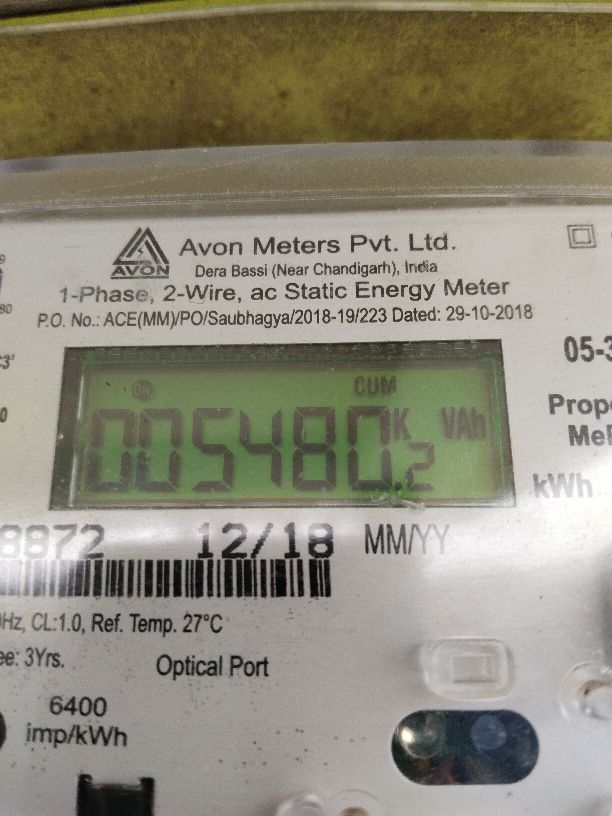 AVON
Avon Meters Pvt. Ltd.
Dera Bassi (Near Chandigarh), India
1-Phase, 2-Wire, ac Static Energy Meter
P.O. No.: ACE(MM)/PO/Saubhagya/2018-19/223 Dated: 29-10-2018
CUM
005480.2 K VAh
kWh
8872 12/18 MM/YY
Hz, CL:1.0, Ref. Temp. 27°C
3Yrs.
Optical Port
6400
imp/kWh